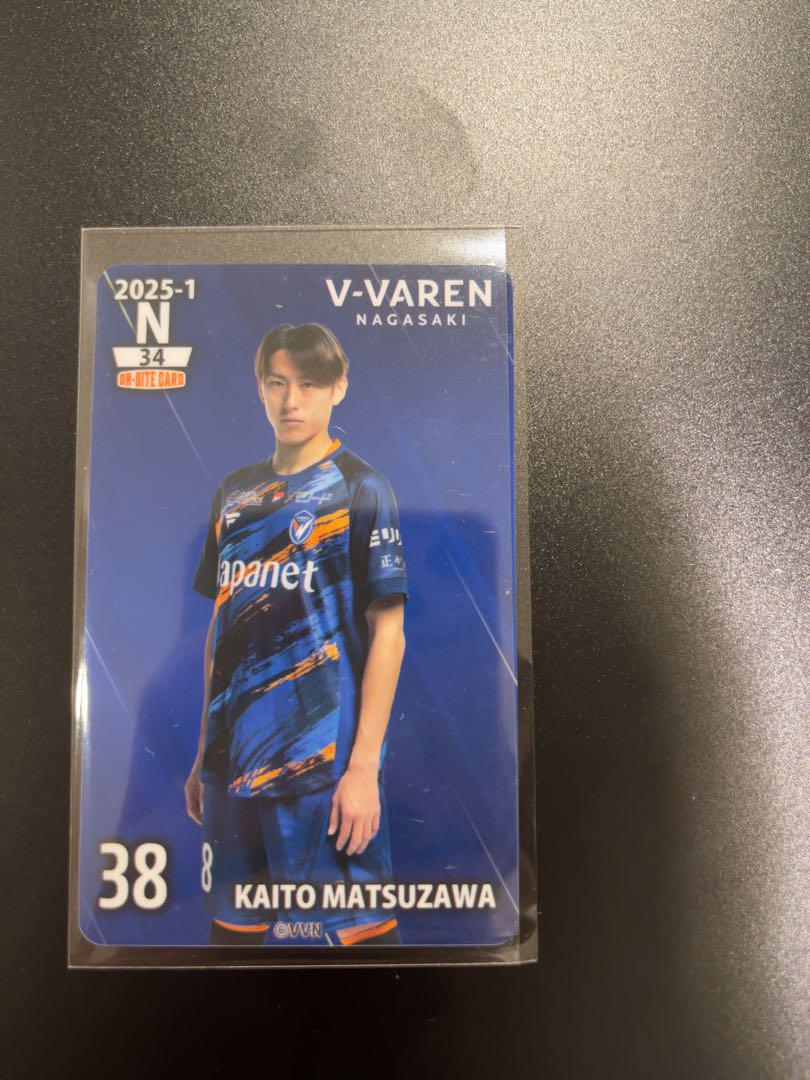 2025-1
N
34
ON-SITE CARD
V-VAREN
NAGASAKI
apanet
38
8
KAITO MATSUZAWA
©VVN